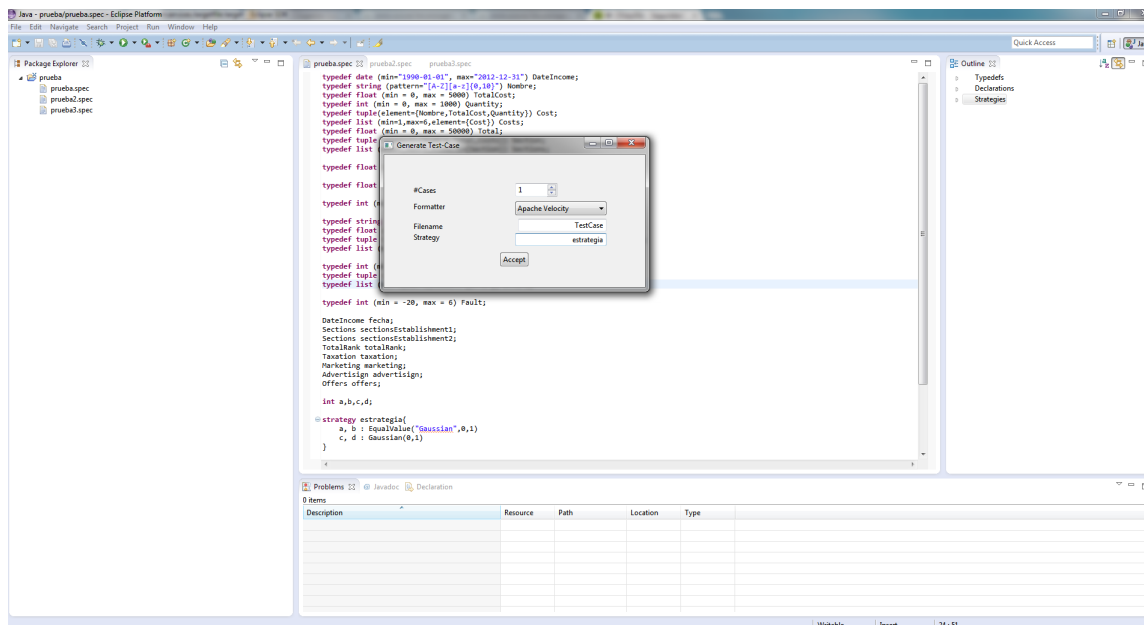 Java - prueba/prueba.spec - Eclipse Platform
File Edit Navigate Search Project Run Window Help
Quick Access
Package Explorer
prueba
prueba.spec
prueba2.spec
prueba3.spec
prueba.spec prueba2.spec prueba3.spec
typedef date (min="1990-01-01", max="2012-12-31") DateIncome;
typedef string (pattern="[A-Z][a-z]{0,10}") Nombre;
typedef float (min = 0, max = 5000) TotalCost;
typedef int (min = 0, max = 1000) Quantity;
typedef tuple(element={Nombre,TotalCost,Quantity}) Cost;
typedef list (min=1,max=6,element={Cost}) Costs;
typedef float (min = 0, max = 50000) Total;
typedef tuple
typedef list
typedef float
typedef float
typedef int
typedef string
typedef float
typedef tuple
typedef list
typedef int
typedef tuple
typedef list
typedef int (min = -20, max = 6) Fault;
DateIncome fecha;
Sections sectionsEstablishment1;
Sections sectionsEstablishment2;
TotalRank totalRank;
Taxation taxation;
Marketing marketing;
Advertisign advertisign;
Offers offers;
int a,b,c,d;
strategy estrategia{
a, b : EqualValue("Gaussian",0,1)
c, d : Gaussian(0,1)
}
Generate Test-Case
#Cases 1
Formatter Apache Velocity
Filename TestCase
Strategy estrategia
Accept
Outline
Typedefs
Declarations
Strategies
Problems Javadoc Declaration
0 items
Description Resource Path Location Type
Writable Insert 24 : 51